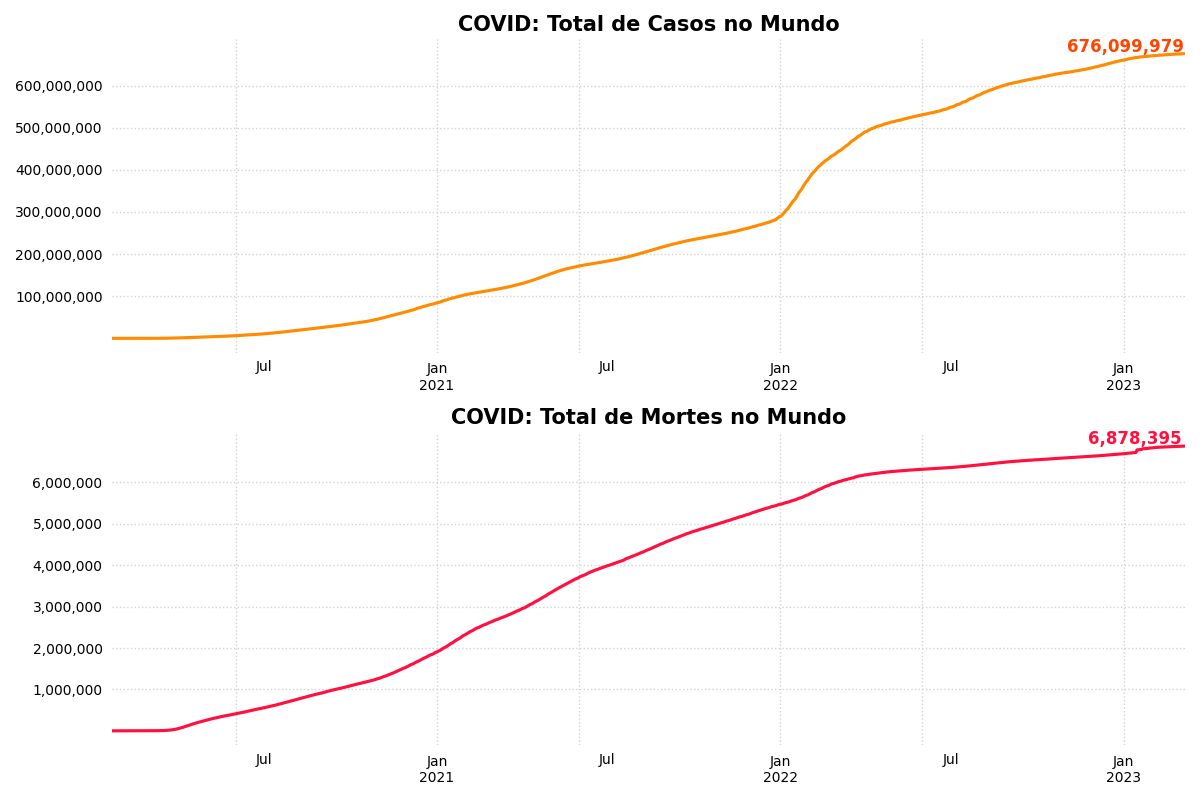 COVID: Total de Casos no Mundo
676,099,979
600,000,000
500,000,000
400,000,000
300,000,000
200,000,000
100,000,000
Jul Jan Jul Jan Jul Jan
2021 2022 2023
COVID: Total de Mortes no Mundo
6,878,395
6,000,000
5,000,000
4,000,000
3,000,000
2,000,000
1,000,000
Jul Jan Jul Jan Jul Jan
2021 2022 2023